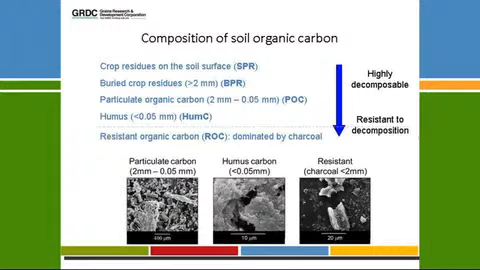 GRDC
Grains Research &
Development Corporation
Composition of soil organic carbon
Crop residues on the soil surface (SPR)
Buried crop residues (>2 mm) (BPR)
Particulate organic carbon (2 mm – 0.05 mm) (POC)
Humus (<0.05 mm) (HumC)
Resistant organic carbon (ROC): dominated by charcoal
Highly
decomposable
Resistant to
decomposition
Particulate carbon
(2mm – 0.05 mm)
Humus carbon
(<0.05mm)
Resistant
(charcoal <2mm)
10 µm
20 µm